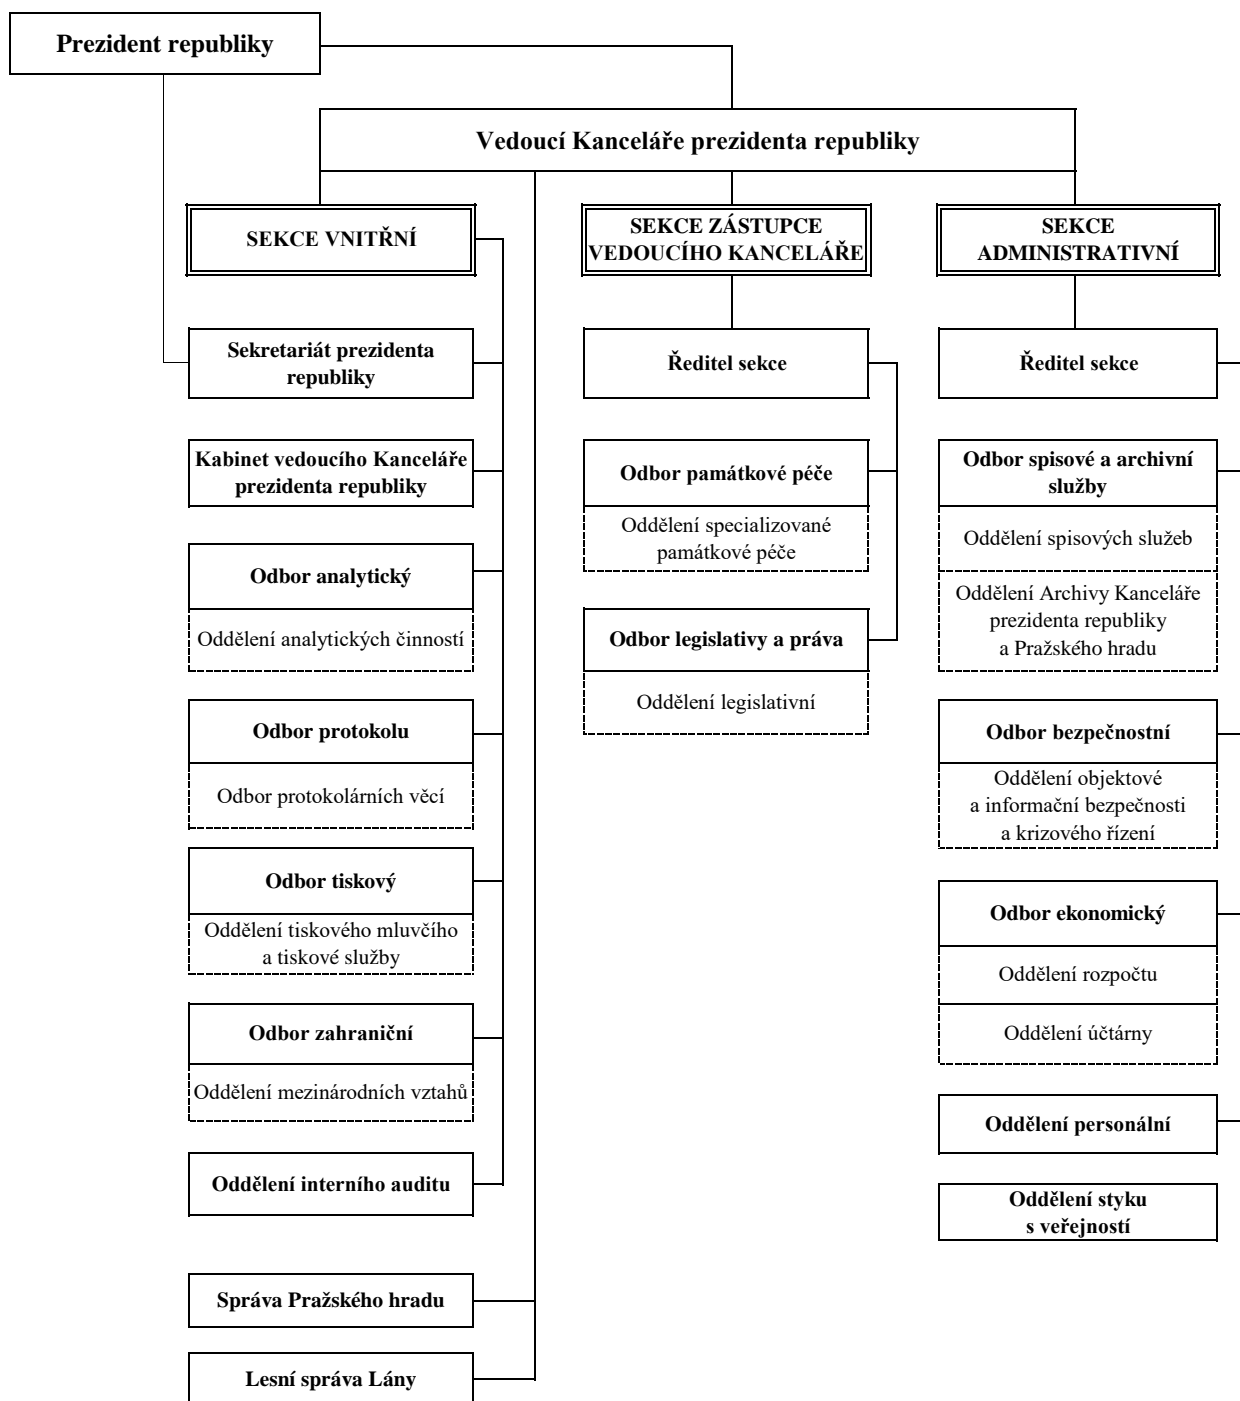 Prezident republiky
Vedoucí Kanceláře prezidenta republiky
SEKCE VNITŘNÍ
Sekretariát prezidenta
republiky
Kabinet vedoucího Kanceláře
prezidenta republiky
Odbor analytický
Oddělení analytických činností
Odbor protokolu
Odbor protokolárních věcí
Odbor tiskový
Oddělení tiskového mluvčího
a tiskové služby
Odbor zahraniční
Oddělení mezinárodních vztahů
Oddělení interního auditu
Správa Pražského hradu
Lesní správa Lány
SEKCE ZÁSTUPCE
VEDOUCÍHO KANCELÁŘE
Ředitel sekce
Odbor památkové péče
Oddělení specializované
památkové péče
Odbor legislativy a práva
Oddělení legislativní
SEKCE
ADMINISTRATIVNÍ
Ředitel sekce
Odbor spisové a archivní
služby
Oddělení spisových služeb
Oddělení Archivy Kanceláře
prezidenta republiky
a Pražského hradu
Odbor bezpečnostní
Oddělení objektové
a informační bezpečnosti
a krizového řízení
Odbor ekonomický
Oddělení rozpočtu
Oddělení účtárny
Oddělení personální
Oddělení styku
s veřejností